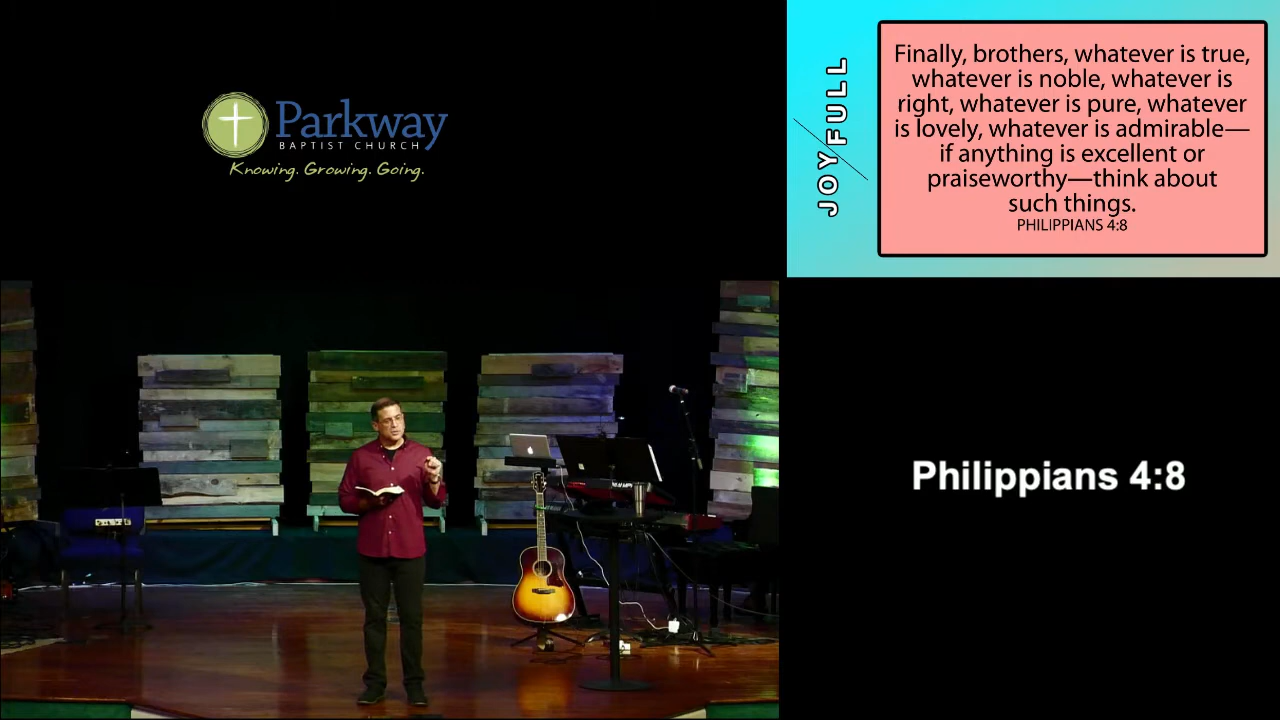 Parkway
BAPTIST CHURCH
Knowing. Growing. Going.
JOYFULL
Finally, brothers, whatever is true,
whatever is noble, whatever is
right, whatever is pure, whatever
is lovely, whatever is admirable—
if anything is excellent or
praiseworthy—think about
such things.
PHILIPPIANS 4:8
Philippians 4:8